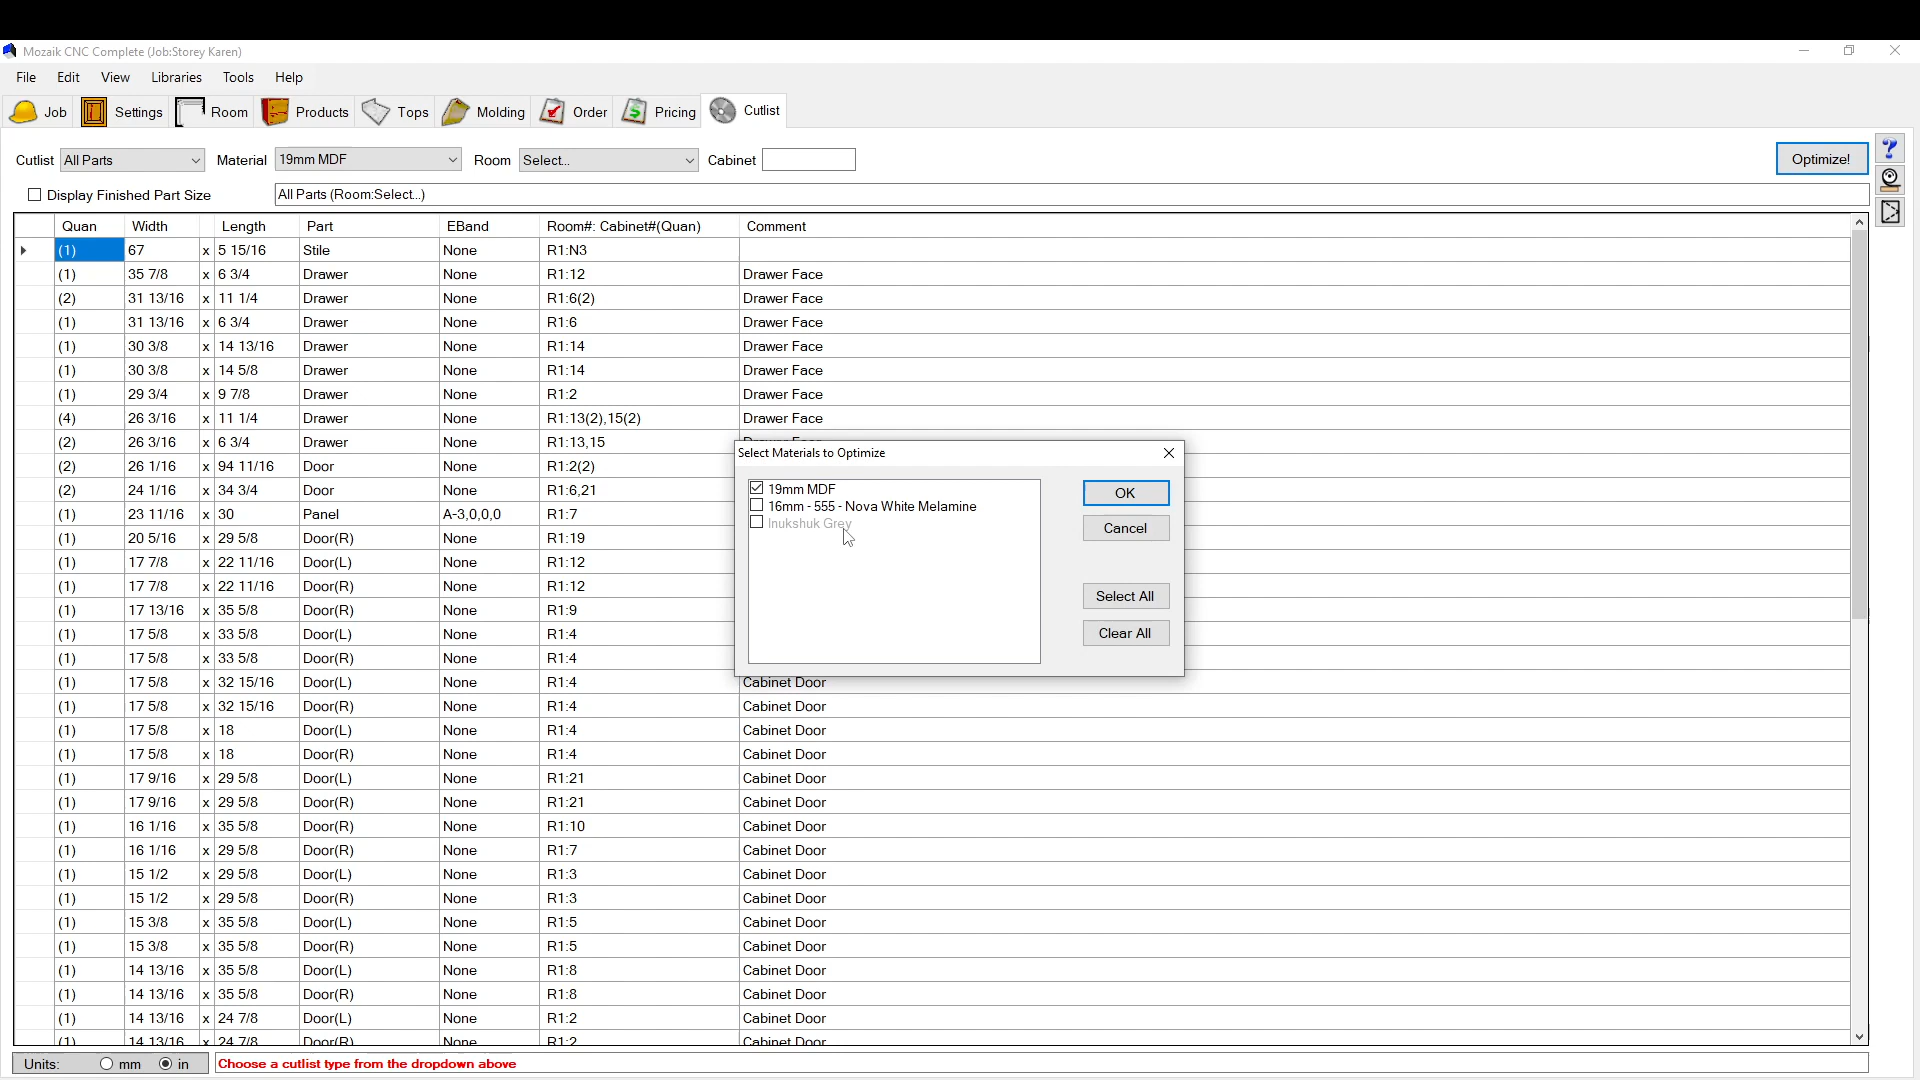 Mozaik CNC Complete (Job:Storey Karen)
File Edit View Libraries Tools Help
Job Settings Room Products Tops Molding Order Pricing Cutlist
Cutlist All Parts Material 19mm MDF Room Select... Cabinet Optimize!
Display Finished Part Size All Parts (Room:Select...)
Quan Width Length Part EBand Room#: Cabinet#(Quan) Comment
(1) 67 x 5 15/16 Stile None R1:N3
(1) 35 7/8 x 6 3/4 Drawer None R1:12 Drawer Face
(2) 31 13/16 x 11 1/4 Drawer None R1:6(2) Drawer Face
(1) 31 13/16 x 6 3/4 Drawer None R1:6 Drawer Face
(1) 30 3/8 x 14 13/16 Drawer None R1:14 Drawer Face
(1) 30 3/8 x 14 5/8 Drawer None R1:14 Drawer Face
(1) 29 3/4 x 9 7/8 Drawer None R1:2 Drawer Face
(4) 26 3/16 x 11 1/4 Drawer None R1:13(2),15(2) Drawer Face
(2) 26 3/16 x 6 3/4 Drawer None R1:13,15
(2) 26 1/16 x 94 11/16 Door None R1:2(2)
(2) 24 1/16 x 34 3/4 Door None R1:6,21
(1) 23 11/16 x 30 Panel A-3,0,0,0 R1:7
(1) 20 5/16 x 29 5/8 Door(R) None R1:19
(1) 17 7/8 x 22 11/16 Door(L) None R1:12
(1) 17 7/8 x 22 11/16 Door(R) None R1:12
(1) 17 13/16 x 35 5/8 Door(R) None R1:9
(1) 17 5/8 x 33 5/8 Door(L) None R1:4
(1) 17 5/8 x 33 5/8 Door(R) None R1:4
(1) 17 5/8 x 32 15/16 Door(L) None R1:4 Cabinet Door
(1) 17 5/8 x 32 15/16 Door(R) None R1:4 Cabinet Door
(1) 17 5/8 x 18 Door(L) None R1:4 Cabinet Door
(1) 17 5/8 x 18 Door(R) None R1:4 Cabinet Door
(1) 17 9/16 x 29 5/8 Door(L) None R1:21 Cabinet Door
(1) 17 9/16 x 29 5/8 Door(R) None R1:21 Cabinet Door
(1) 16 1/16 x 35 5/8 Door(R) None R1:10 Cabinet Door
(1) 16 1/16 x 29 5/8 Door(R) None R1:7 Cabinet Door
(1) 15 1/2 x 29 5/8 Door(L) None R1:3 Cabinet Door
(1) 15 1/2 x 29 5/8 Door(R) None R1:3 Cabinet Door
(1) 15 3/8 x 35 5/8 Door(L) None R1:5 Cabinet Door
(1) 15 3/8 x 35 5/8 Door(R) None R1:5 Cabinet Door
(1) 14 13/16 x 35 5/8 Door(L) None R1:8 Cabinet Door
(1) 14 13/16 x 35 5/8 Door(R) None R1:8 Cabinet Door
(1) 14 13/16 x 24 7/8 Door(L) None R1:2 Cabinet Door
(1) 14 13/16 x 24 7/8 Door(R) None R1:2 Cabinet Door
Select Materials to Optimize
19mm MDF
16mm - 555 - Nova White Melamine
Inukshuk Grey
OK
Cancel
Select All
Clear All
Units: mm in Choose a cutlist type from the dropdown above